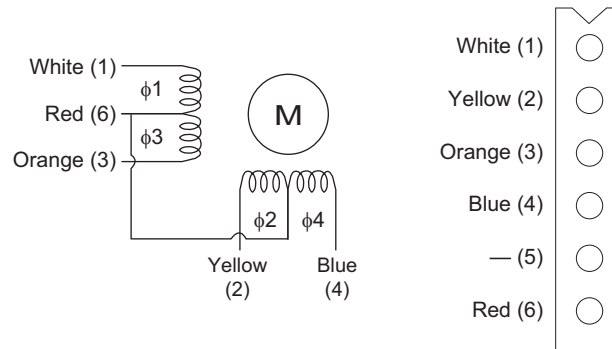 White (1)
ϕ1
Red (6)
ϕ3
Orange (3)
M
ϕ2
ϕ4
Yellow
(2)
Blue
(4)
White (1)
Yellow (2)
Orange (3)
Blue (4)
— (5)
Red (6)